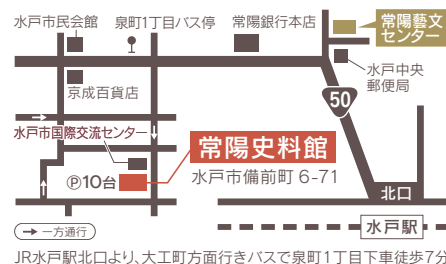 水戸市民会館
泉町1丁目バス停
常陽銀行本店
常陽藝文
センター
京成百貨店
水戸中央
郵便局
50
水戸市国際交流センター
常陽史料館
Ⓟ10台
水戸市備前町 6-71
北口
水戸駅
一方通行
JR水戸駅北口より、大工町方面行きバスで泉町1丁目下車徒歩7分